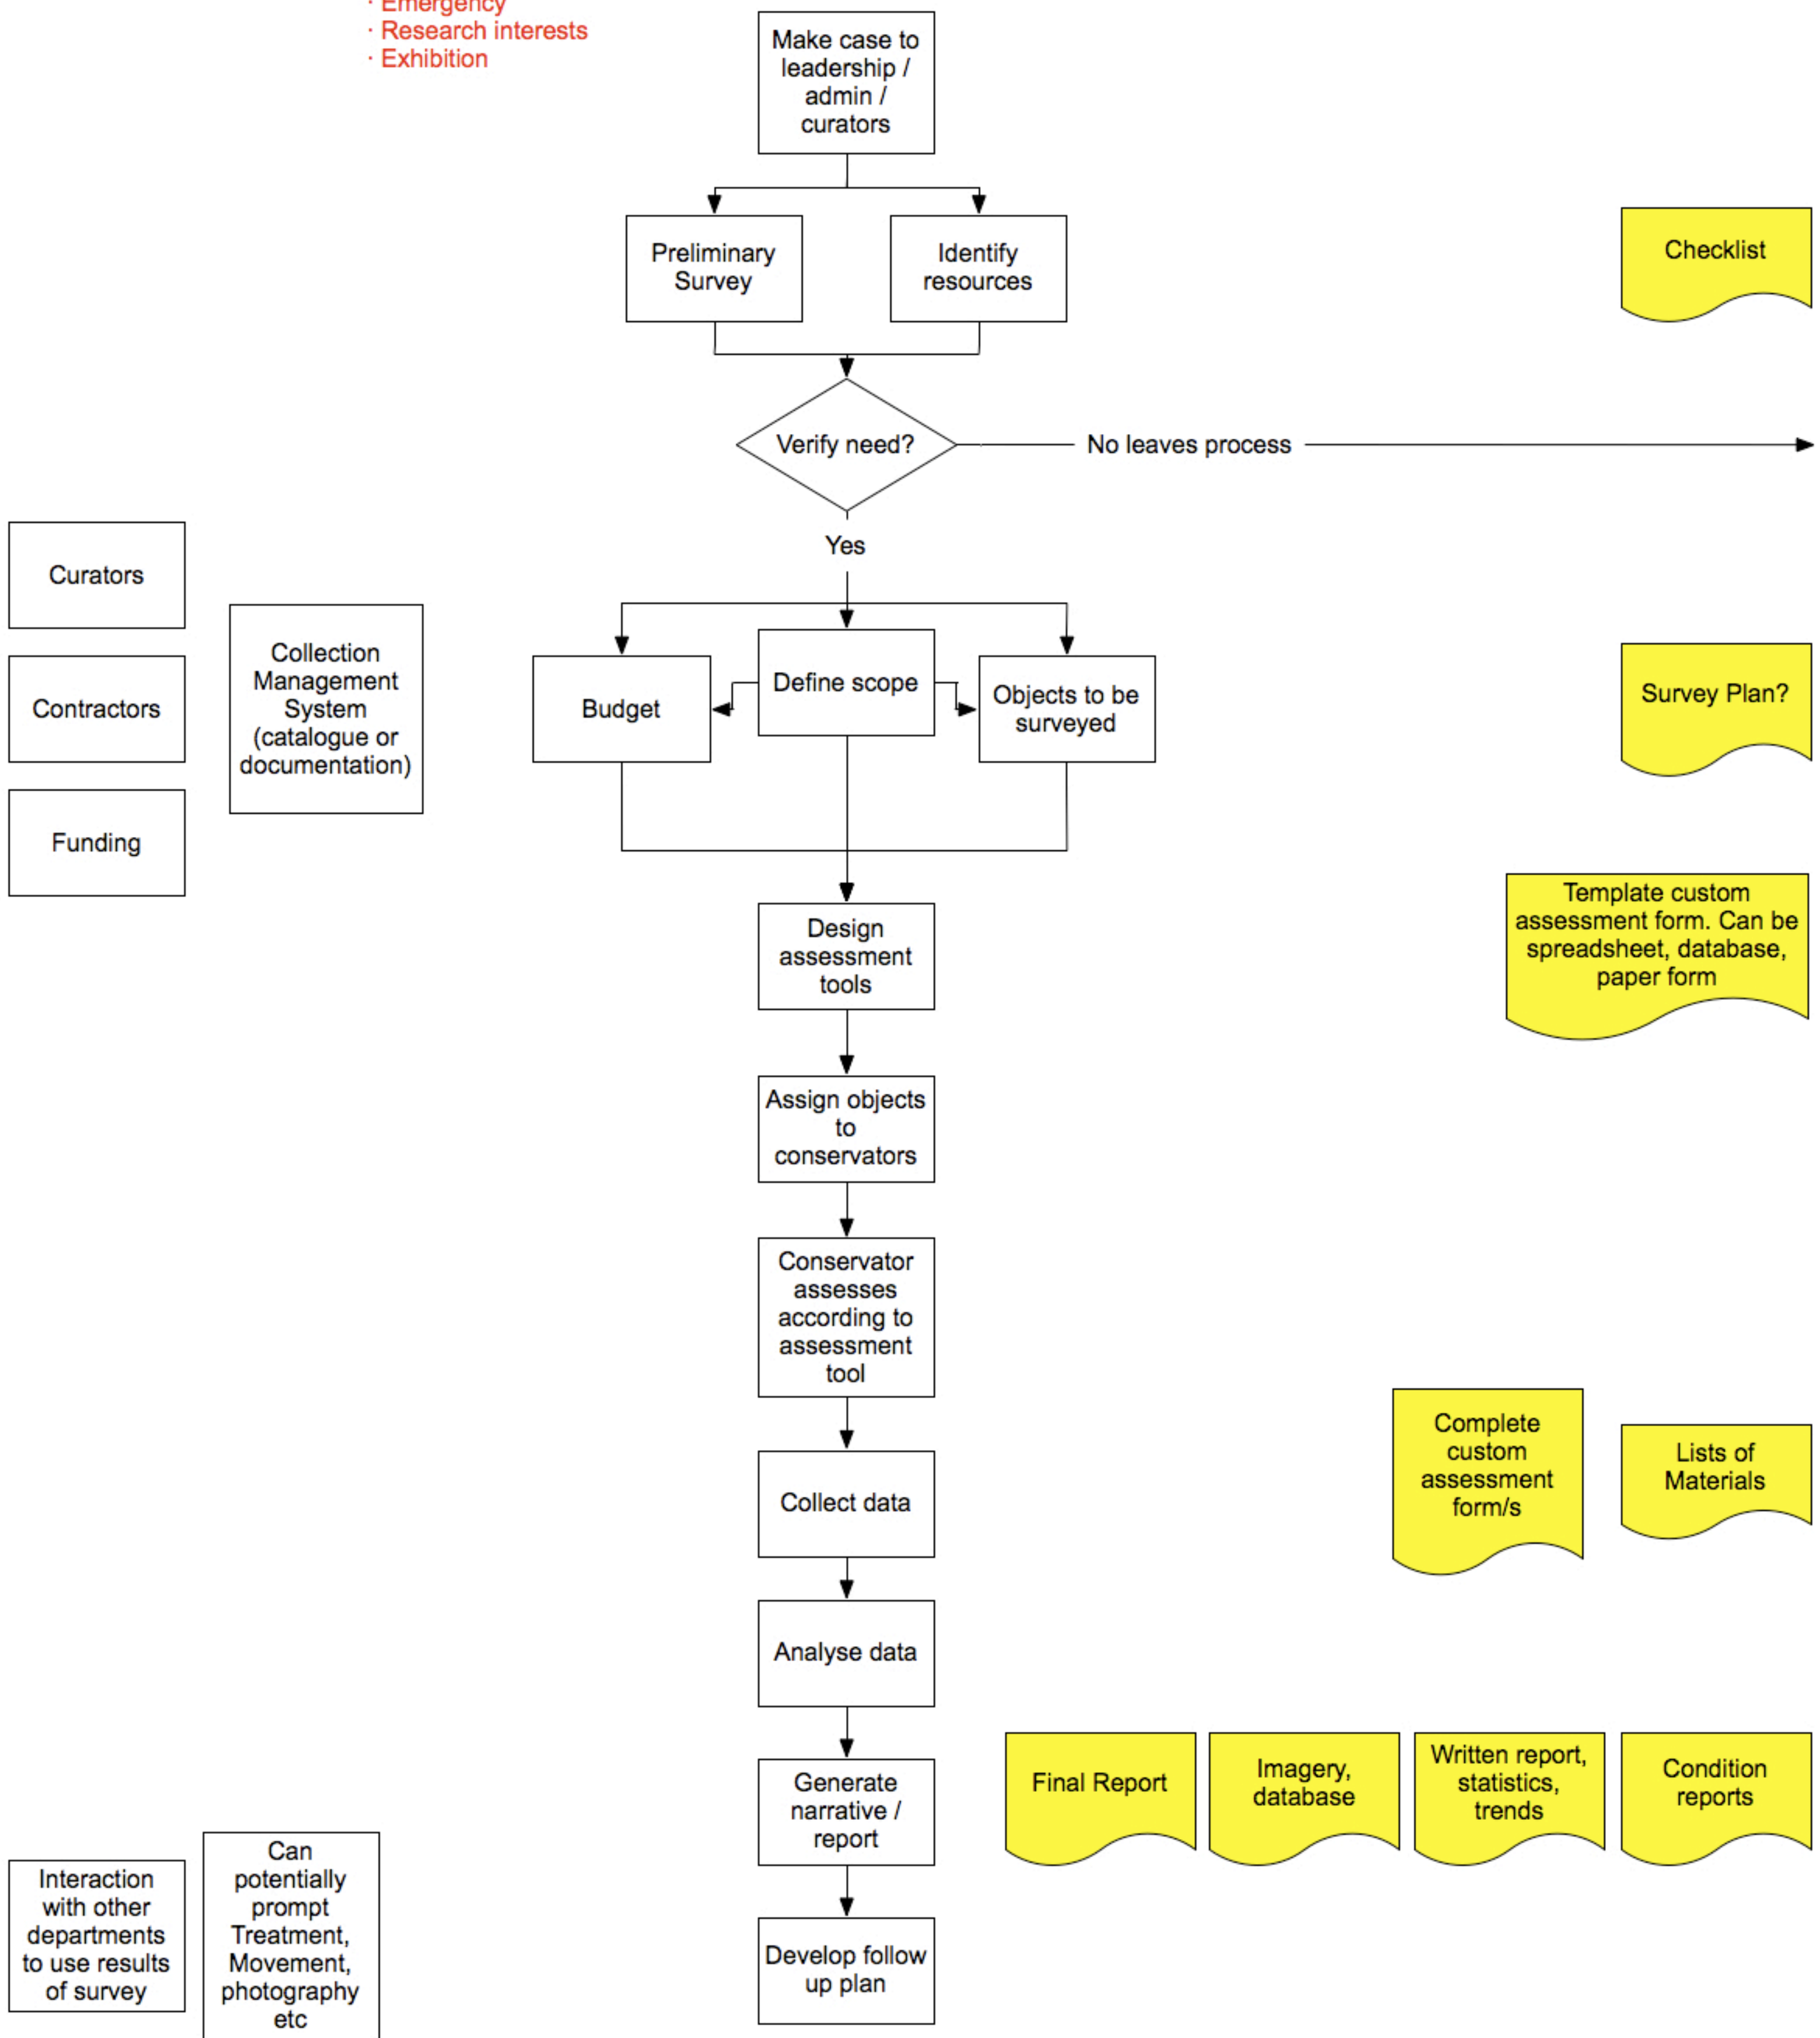 · Emergency
· Research interests
· Exhibition
Make case to
leadership /
admin /
curators
Preliminary
Survey
Identify
resources
Checklist
Verify need?
No leaves process
Yes
Curators
Contractors
Funding
Collection
Management
System
(catalogue or
documentation)
Budget
Define scope
Objects to be
surveyed
Survey Plan?
Design
assessment
tools
Template custom
assessment form. Can be
spreadsheet, database,
paper form
Assign objects
to
conservators
Conservator
assesses
according to
assessment
tool
Collect data
Complete
custom
assessment
form/s
Lists of
Materials
Analyse data
Generate
narrative /
report
Final Report
Imagery,
database
Written report,
statistics,
trends
Condition
reports
Interaction
with other
departments
to use results
of survey
Can
potentially
prompt
Treatment,
Movement,
photography
etc
Develop follow
up plan